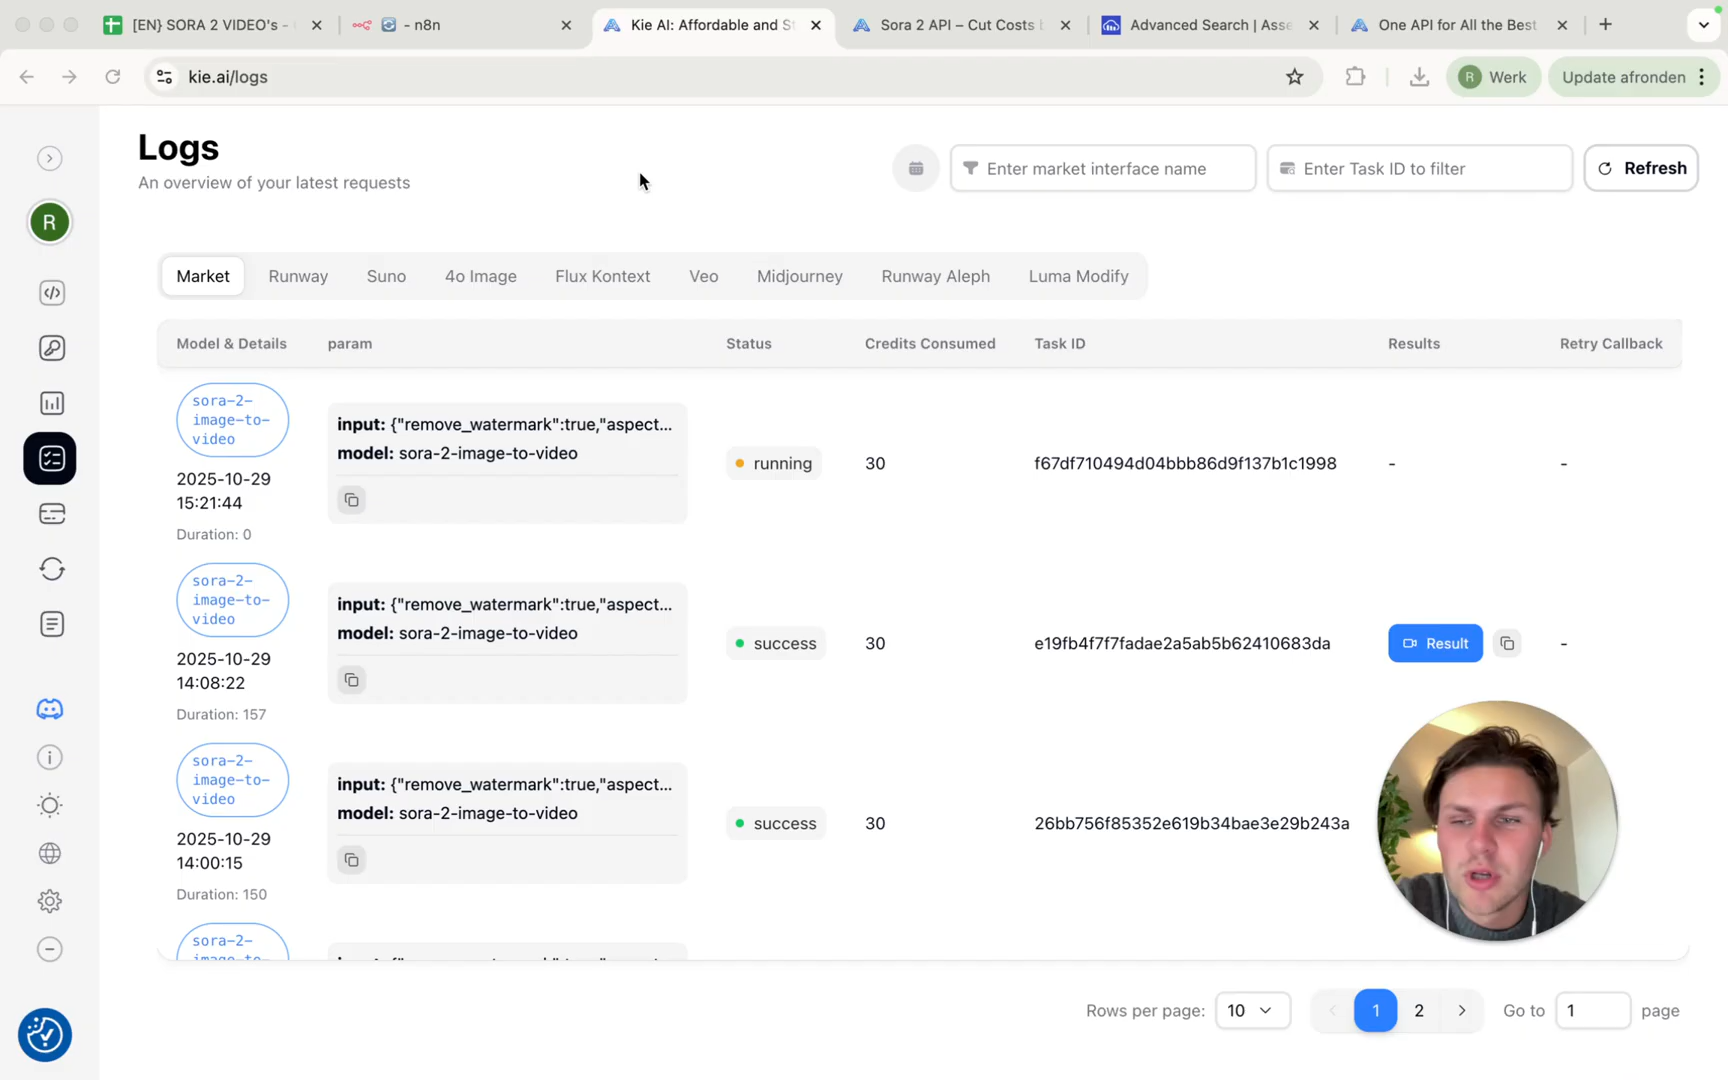 [EN} SORA 2 VIDEO's -
- n8n
Kie AI: Affordable and S
Sora 2 API – Cut Costs
Advanced Search | Asse
One API for All the Best
kie.ai/logs
R Werk
Update afronden
Logs
An overview of your latest requests
Enter market interface name
Enter Task ID to filter
Refresh
R
Market
Runway
Suno
4o Image
Flux Kontext
Veo
Midjourney
Runway Aleph
Luma Modify
Model & Details
param
Status
Credits Consumed
Task ID
Results
Retry Callback
sora-2-
image-to-
video
2025-10-29
15:21:44
Duration: 0
input: {"remove_watermark":true,"aspect...
model: sora-2-image-to-video
running
30
f67df710494d04bbb86d9f137b1c1998
-
-
sora-2-
image-to-
video
2025-10-29
14:08:22
Duration: 157
input: {"remove_watermark":true,"aspect...
model: sora-2-image-to-video
success
30
e19fb4f7f7fadae2a5ab5b62410683da
Result
-
sora-2-
image-to-
video
2025-10-29
14:00:15
Duration: 150
input: {"remove_watermark":true,"aspect...
model: sora-2-image-to-video
success
30
26bb756f85352e619b34bae3e29b243a
sora-2-
image-to-
Rows per page:
10
1
2
Go to
1
page